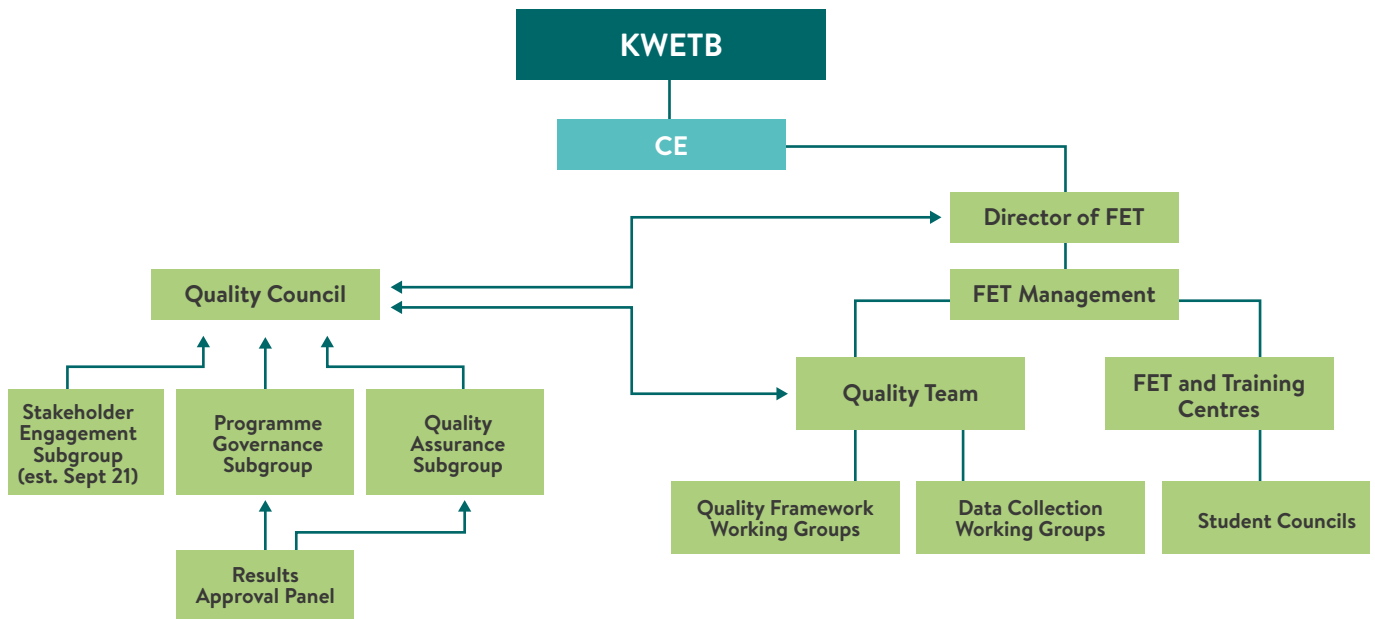 KWETB
CE
Director of FET
Quality Council
FET Management
Quality Team
FET and Training
Centres
Stakeholder
Engagement
Subgroup
(est. Sept 21)
Programme
Governance
Subgroup
Quality
Assurance
Subgroup
Quality Framework
Working Groups
Data Collection
Working Groups
Student Councils
Results
Approval Panel